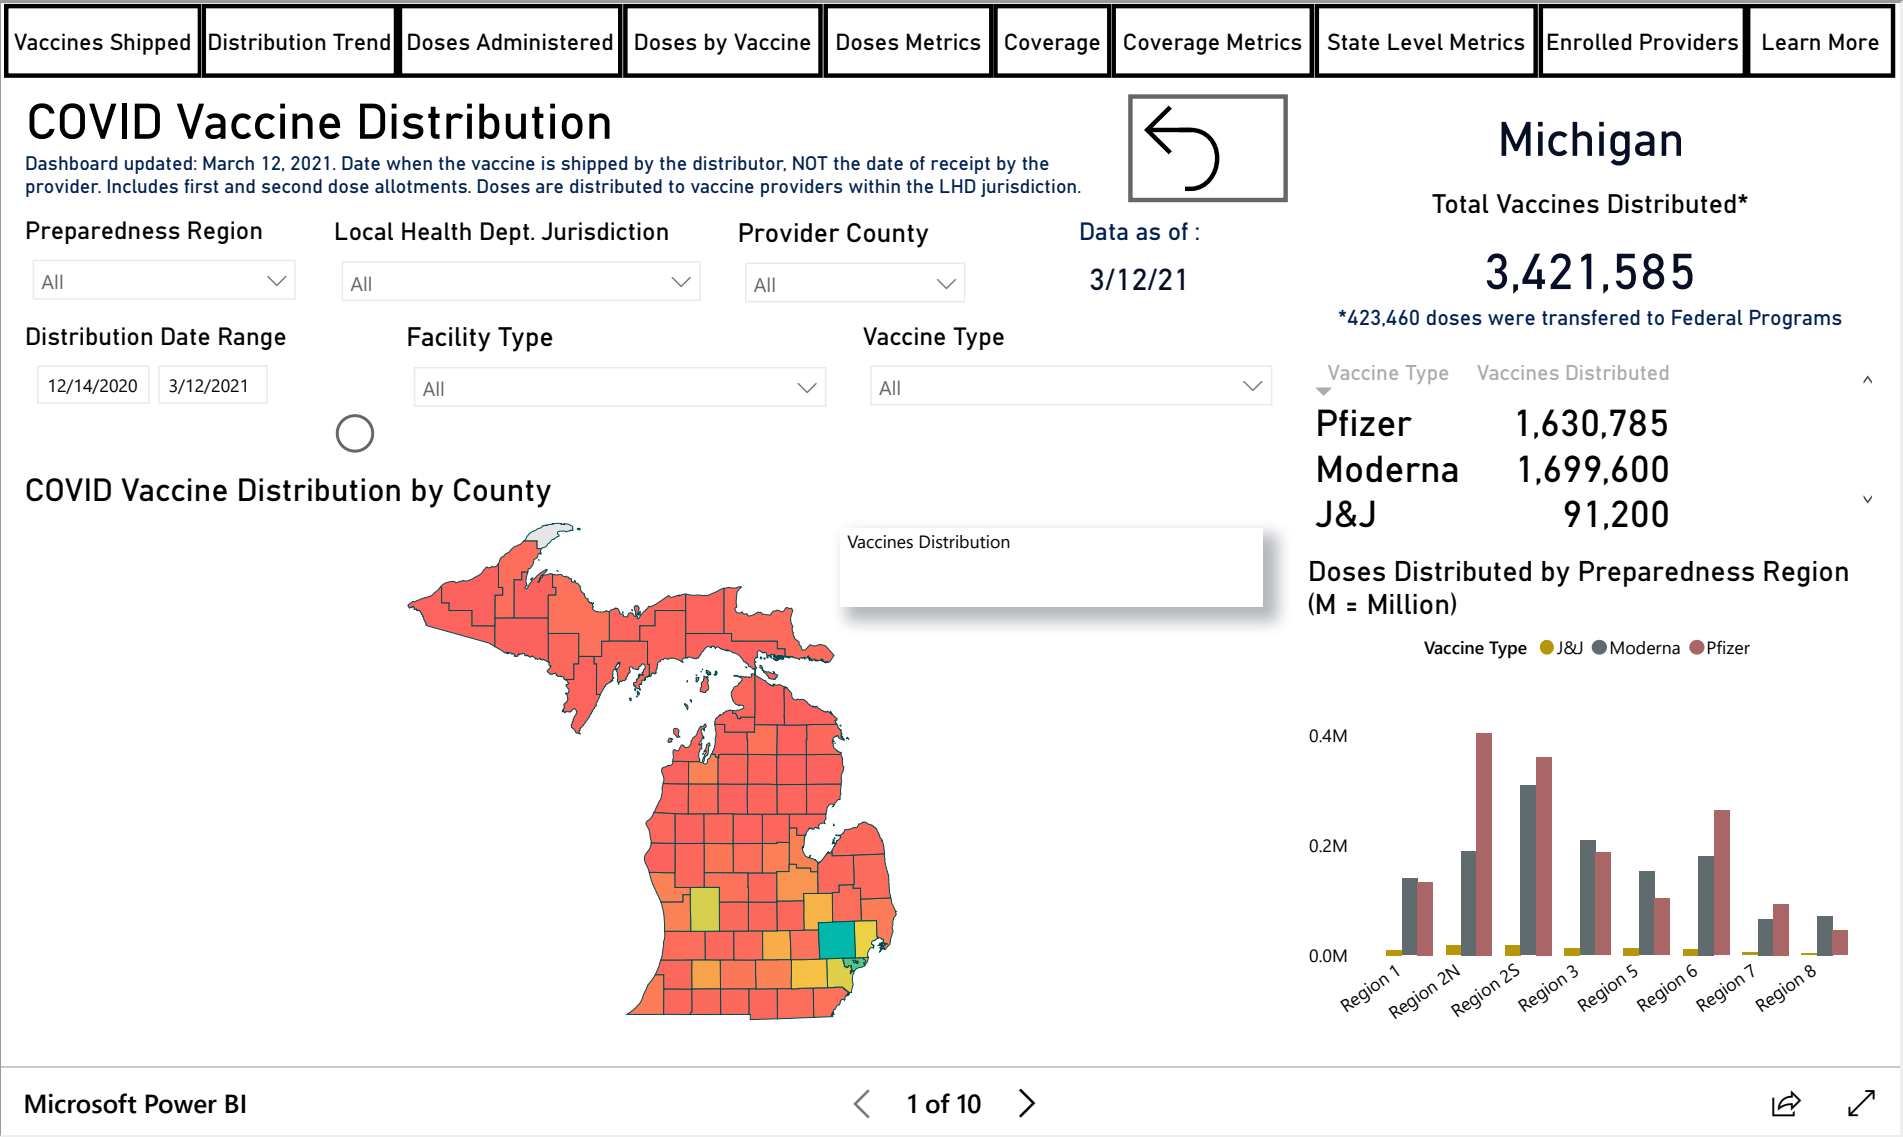 Vaccines Shipped
Distribution Trend
Doses Administered
Doses by Vaccine
Doses Metrics
Coverage
Coverage Metrics
State Level Metrics
Enrolled Providers
Learn More
COVID Vaccine Distribution
Dashboard updated: March 12, 2021. Date when the vaccine is shipped by the distributor, NOT the date of receipt by the
provider. Includes first and second dose allotments. Doses are distributed to vaccine providers within the LHD jurisdiction.
Preparedness Region
All
Local Health Dept. Jurisdiction
All
Provider County
All
Data as of :
3/12/21
Distribution Date Range
12/14/2020 3/12/2021
Facility Type
All
Vaccine Type
All
Michigan
Total Vaccines Distributed*
3,421,585
*423,460 doses were transfered to Federal Programs
Vaccine Type Vaccines Distributed
Pfizer 1,630,785
Moderna 1,699,600
J&J 91,200
COVID Vaccine Distribution by County
Vaccines Distribution
Doses Distributed by Preparedness Region
(M = Million)
Vaccine Type J&J Moderna Pfizer
0.4M
0.2M
0.0M
Region 1
Region 2N
Region 2S
Region 3
Region 5
Region 6
Region 7
Region 8
Microsoft Power BI
1 of 10